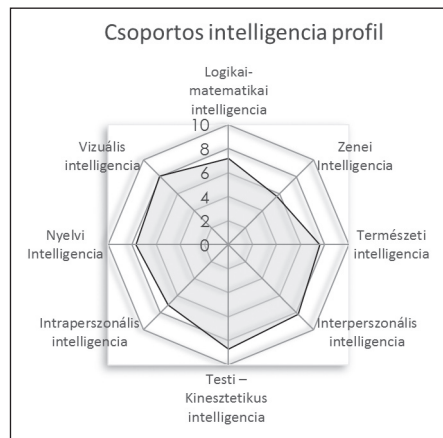 Csoportos intelligencia profil
Logikai-
matematikai
intelligencia
Zenei
Intelligencia
Természeti
intelligencia
Interperszonális
intelligencia
Testi –
Kinesztetikus
intelligencia
Intraperszonális
intelligencia
Nyelvi
Intelligencia
Vizuális
intelligencia
10
8
6
4
2
0